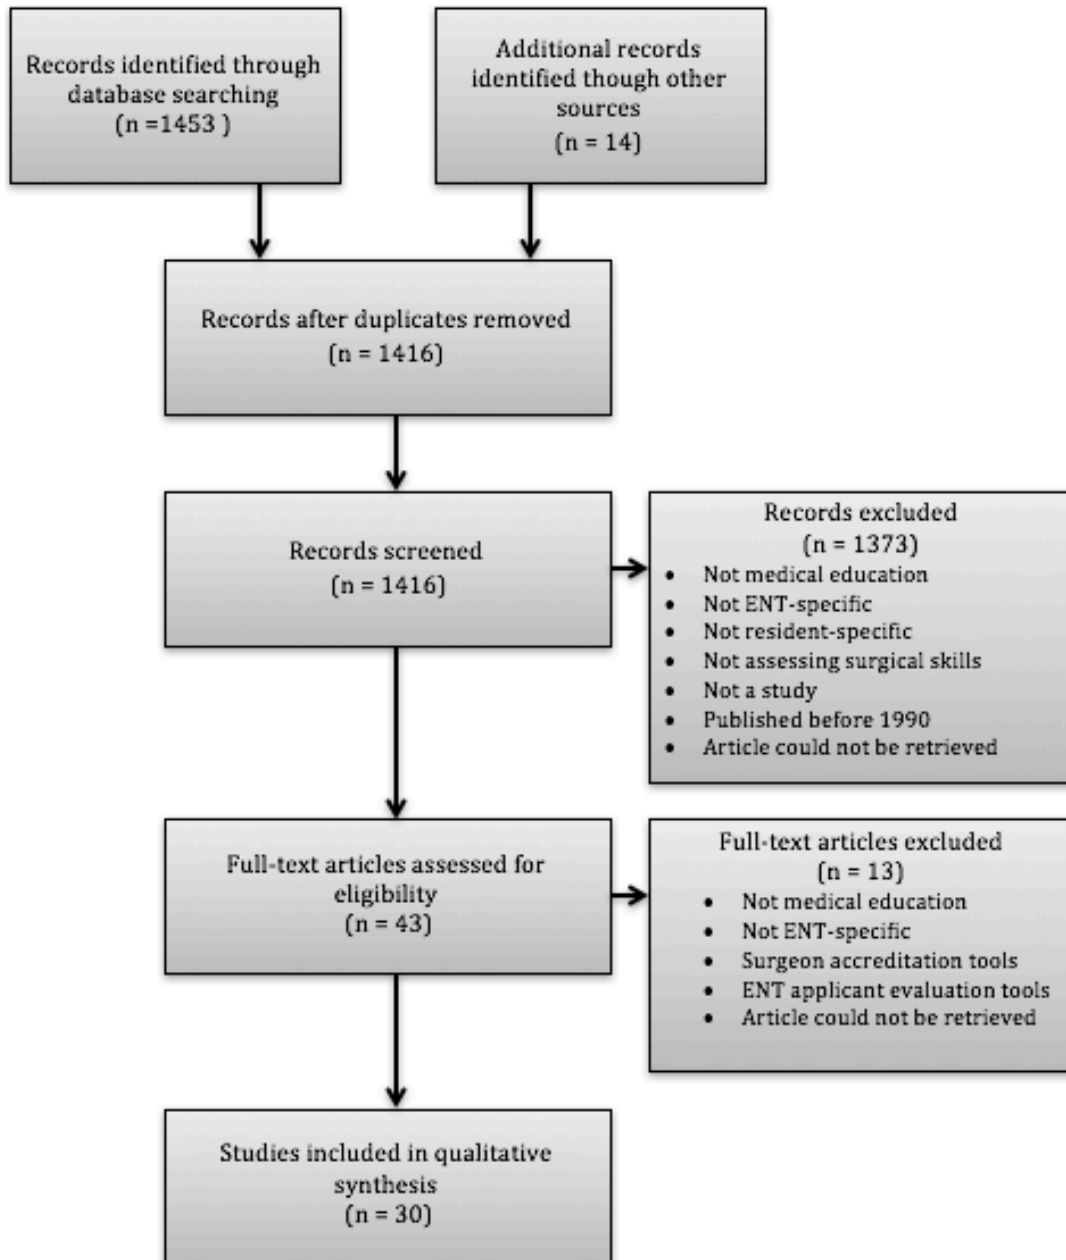 Records identified through
database searching
(n =1453 )
Additional records
identified though other
sources
(n = 14)
Records after duplicates removed
(n = 1416)
Records screened
(n = 1416)
Records excluded
(n = 1373)
• Not medical education
• Not ENT-specific
• Not resident-specific
• Not assessing surgical skills
• Not a study
• Published before 1990
• Article could not be retrieved
Full-text articles assessed for
eligibility
(n = 43)
Full-text articles excluded
(n = 13)
• Not medical education
• Not ENT-specific
• Surgeon accreditation tools
• ENT applicant evaluation tools
• Article could not be retrieved
Studies included in qualitative
synthesis
(n = 30)